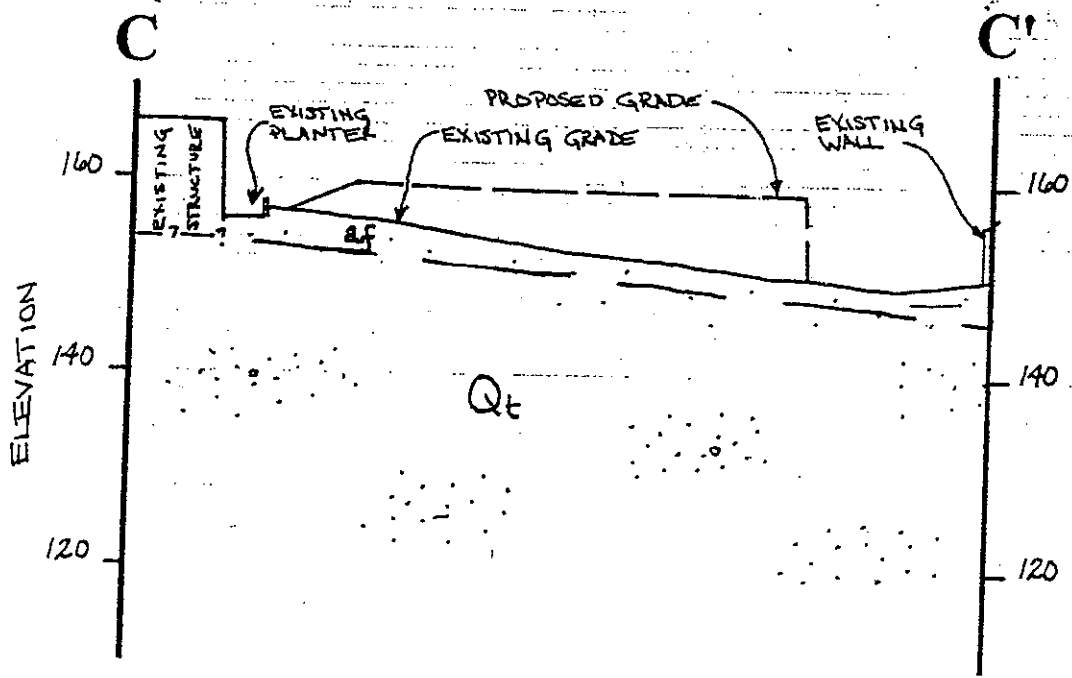 C
C'
PROPOSED GRADE
EXISTING
PLANTER
EXISTING GRADE
EXISTING
WALL
160
160
EXISTING
STRUCTURE
?
?
af
ELEVATION
140
140
Qt
120
120